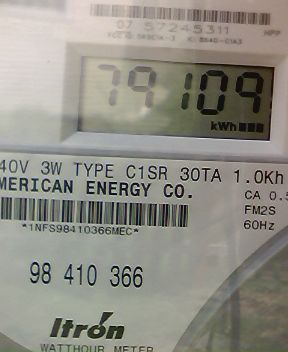 07 57245311
HPP
79109
kWh
40V 3W TYPE C1SR 30TA 1.0Kh
MERICAN ENERGY CO.
CA 0.5
FM2S
*1NFS98410366MEC*
60Hz
98 410 366
Itron
WATTHOUR METER